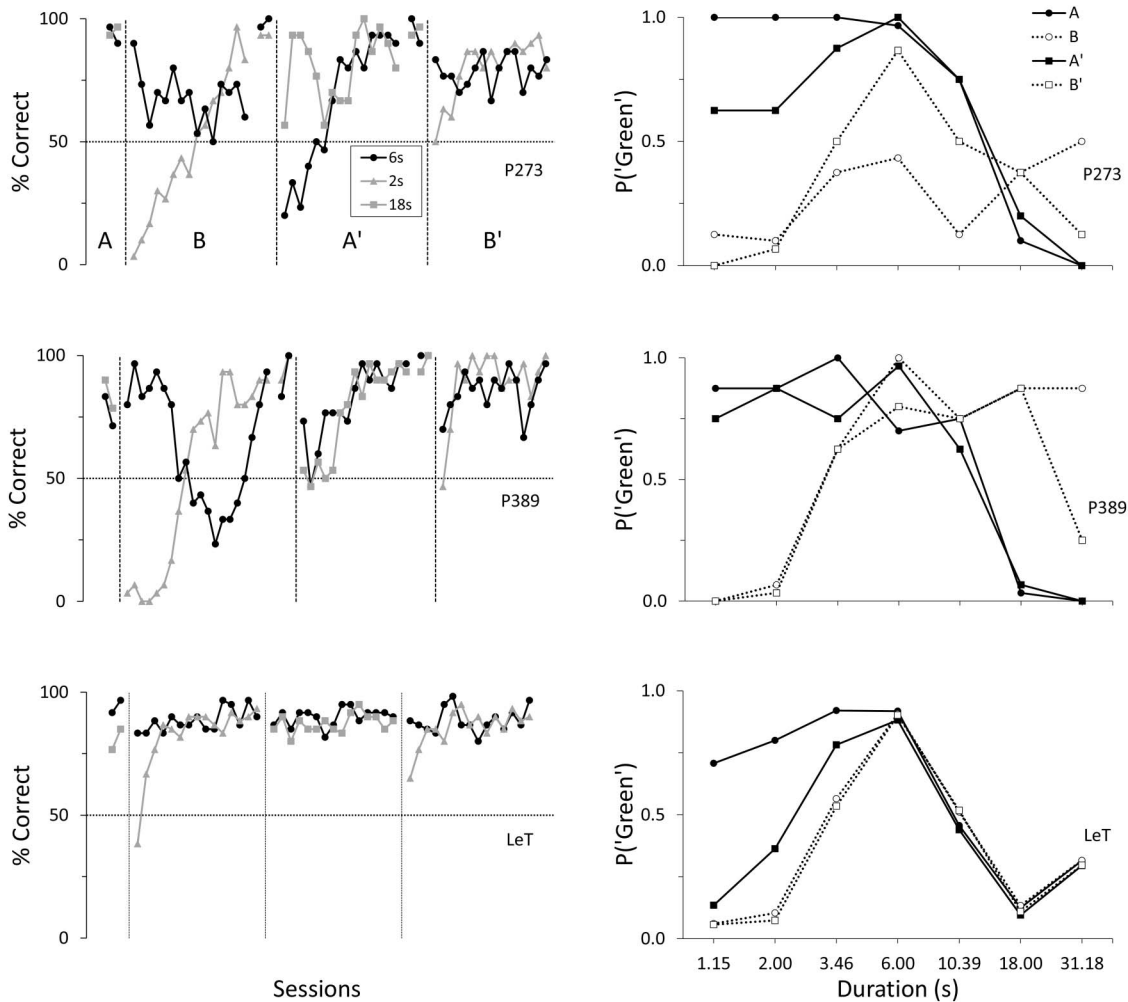 100
50
0
% Correct
A
B
A'
B'
P273
6s
2s
18s
1.0
0.5
0.0
P('Green')
A
B
A'
B'
P273
100
50
0
% Correct
P389
1.0
0.5
0.0
P('Green')
P389
100
50
0
% Correct
LeT
Sessions
1.0
0.5
0.0
P('Green')
LeT
1.15 2.00 3.46 6.00 10.39 18.00 31.18
Duration (s)